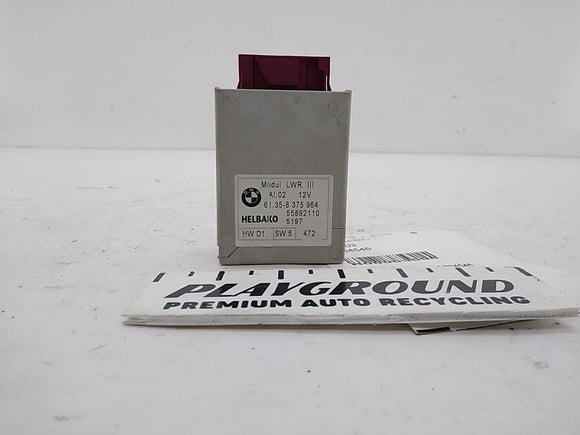 Modul LWR III
AI:02 12V
61.35-8 375 964
55892110
HELBAKO 5197
HW D1 SW 5 472
PLAYGROUND
PREMIUM AUTO RECYCLING